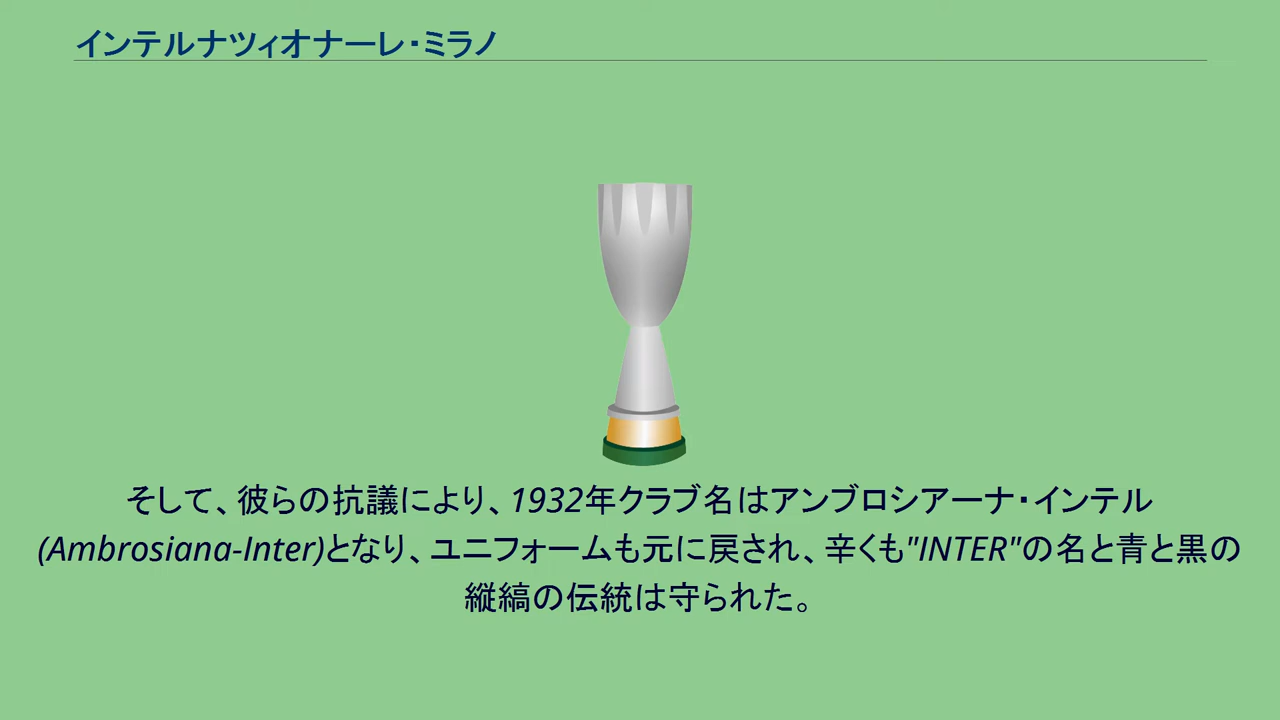 インテルナツィオナーレ・ミラノ
そして、彼らの抗議により、1932年クラブ名はアンブロシアーナ・インテル
(Ambrosiana-Inter)となり、ユニフォームも元に戻され、辛くも"INTER"の名と青と黒の
縦縞の伝統は守られた。